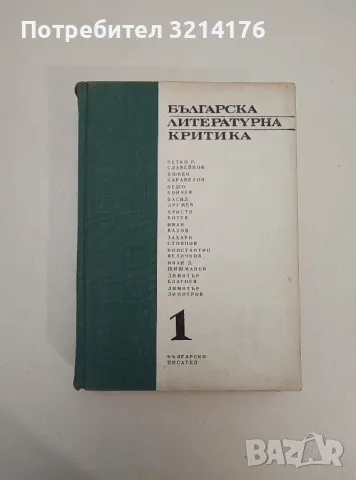 Потребител 3214176
БЪЛГАРСКА
ЛИТЕРАТУРНА
КРИТИКА
ПЕТКО Р.
СЛАВЕЙКОВ
ЛЮБЕН
КАРАВЕЛОВ
НЕШО
БОНЧЕВ
ВАСИЛ
ДРУМЕВ
ХРИСТО
БОТЕВ
ИВАН
ВАЗОВ
ЗАХАРИ
СТОЯНОВ
КОНСТАНТИН
ВЕЛИЧКОВ
ИВАН Д.
ШИШМАНОВ
ДИМИТЪР
БЛАГОЕВ
ДИМИТЪР
ДИМИТРОВ
1
БЪЛГАРСКИ
ПИСАТЕЛ
bazar